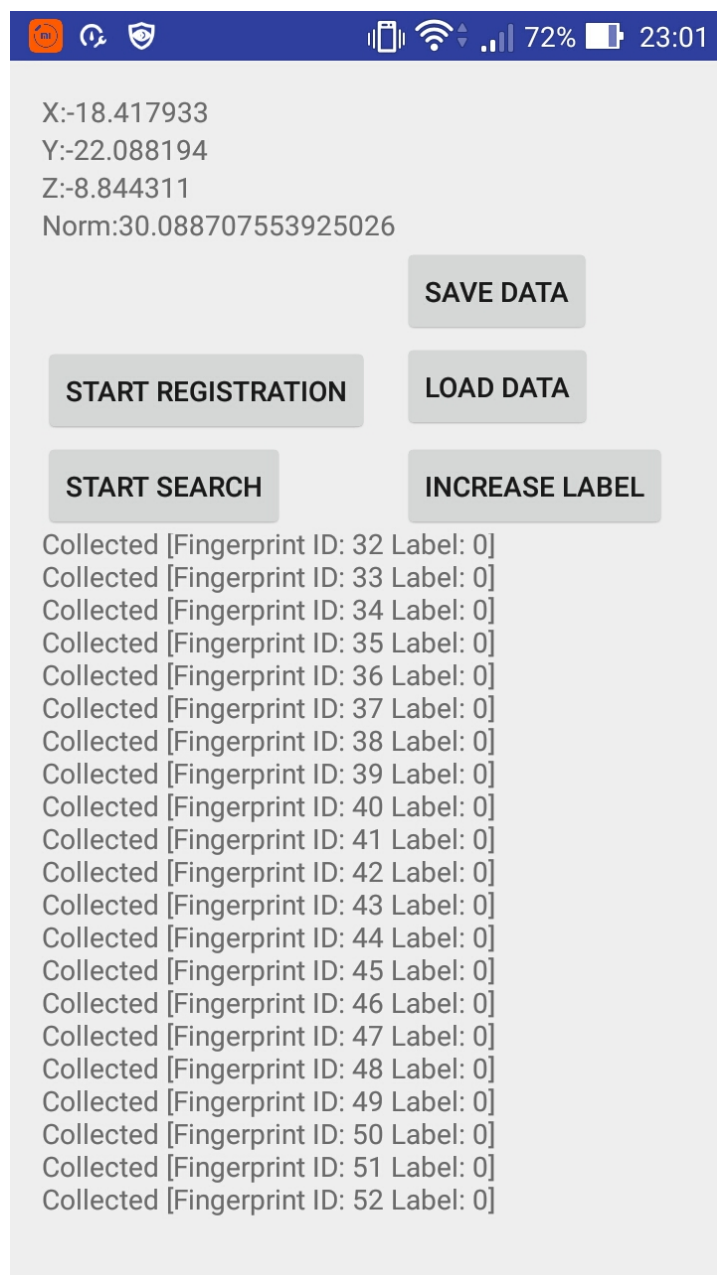 72% 23:01
X:-18.417933
Y:-22.088194
Z:-8.844311
Norm:30.088707553925026
SAVE DATA
START REGISTRATION LOAD DATA
START SEARCH INCREASE LABEL
Collected [Fingerprint ID: 32 Label: 0]
Collected [Fingerprint ID: 33 Label: 0]
Collected [Fingerprint ID: 34 Label: 0]
Collected [Fingerprint ID: 35 Label: 0]
Collected [Fingerprint ID: 36 Label: 0]
Collected [Fingerprint ID: 37 Label: 0]
Collected [Fingerprint ID: 38 Label: 0]
Collected [Fingerprint ID: 39 Label: 0]
Collected [Fingerprint ID: 40 Label: 0]
Collected [Fingerprint ID: 41 Label: 0]
Collected [Fingerprint ID: 42 Label: 0]
Collected [Fingerprint ID: 43 Label: 0]
Collected [Fingerprint ID: 44 Label: 0]
Collected [Fingerprint ID: 45 Label: 0]
Collected [Fingerprint ID: 46 Label: 0]
Collected [Fingerprint ID: 47 Label: 0]
Collected [Fingerprint ID: 48 Label: 0]
Collected [Fingerprint ID: 49 Label: 0]
Collected [Fingerprint ID: 50 Label: 0]
Collected [Fingerprint ID: 51 Label: 0]
Collected [Fingerprint ID: 52 Label: 0]